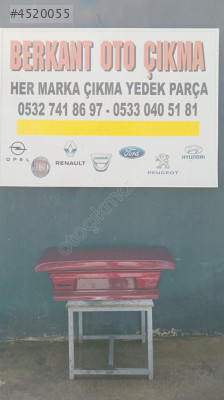 #4520055
BERKANT OTO ÇIKMA
HER MARKA ÇIKMA YEDEK PARÇA
0532 741 86 97 - 0533 040 51 81
OPEL
FIAT
RENAULT
Ford
PEUGEOT
HYUNDAI